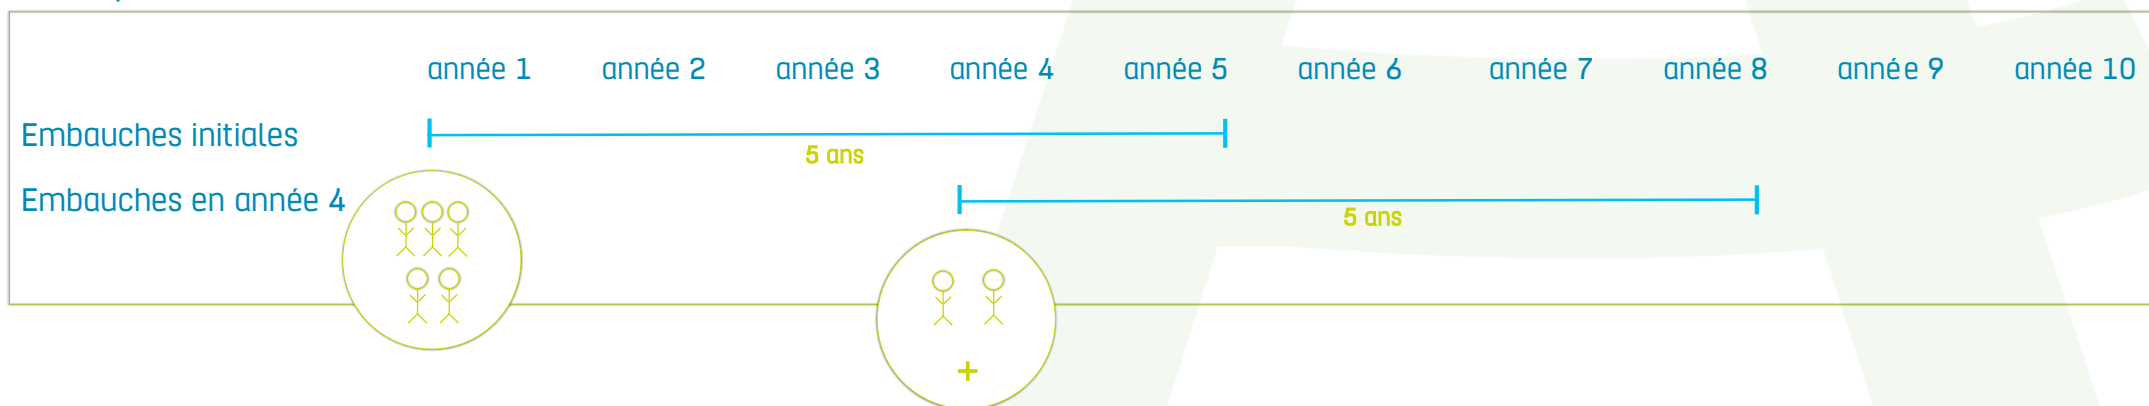 année 1 année 2 année 3 année 4 année 5 année 6 année 7 année 8 année 9 année 10
Embauches initiales
5 ans
Embauches en année 4
5 ans
+